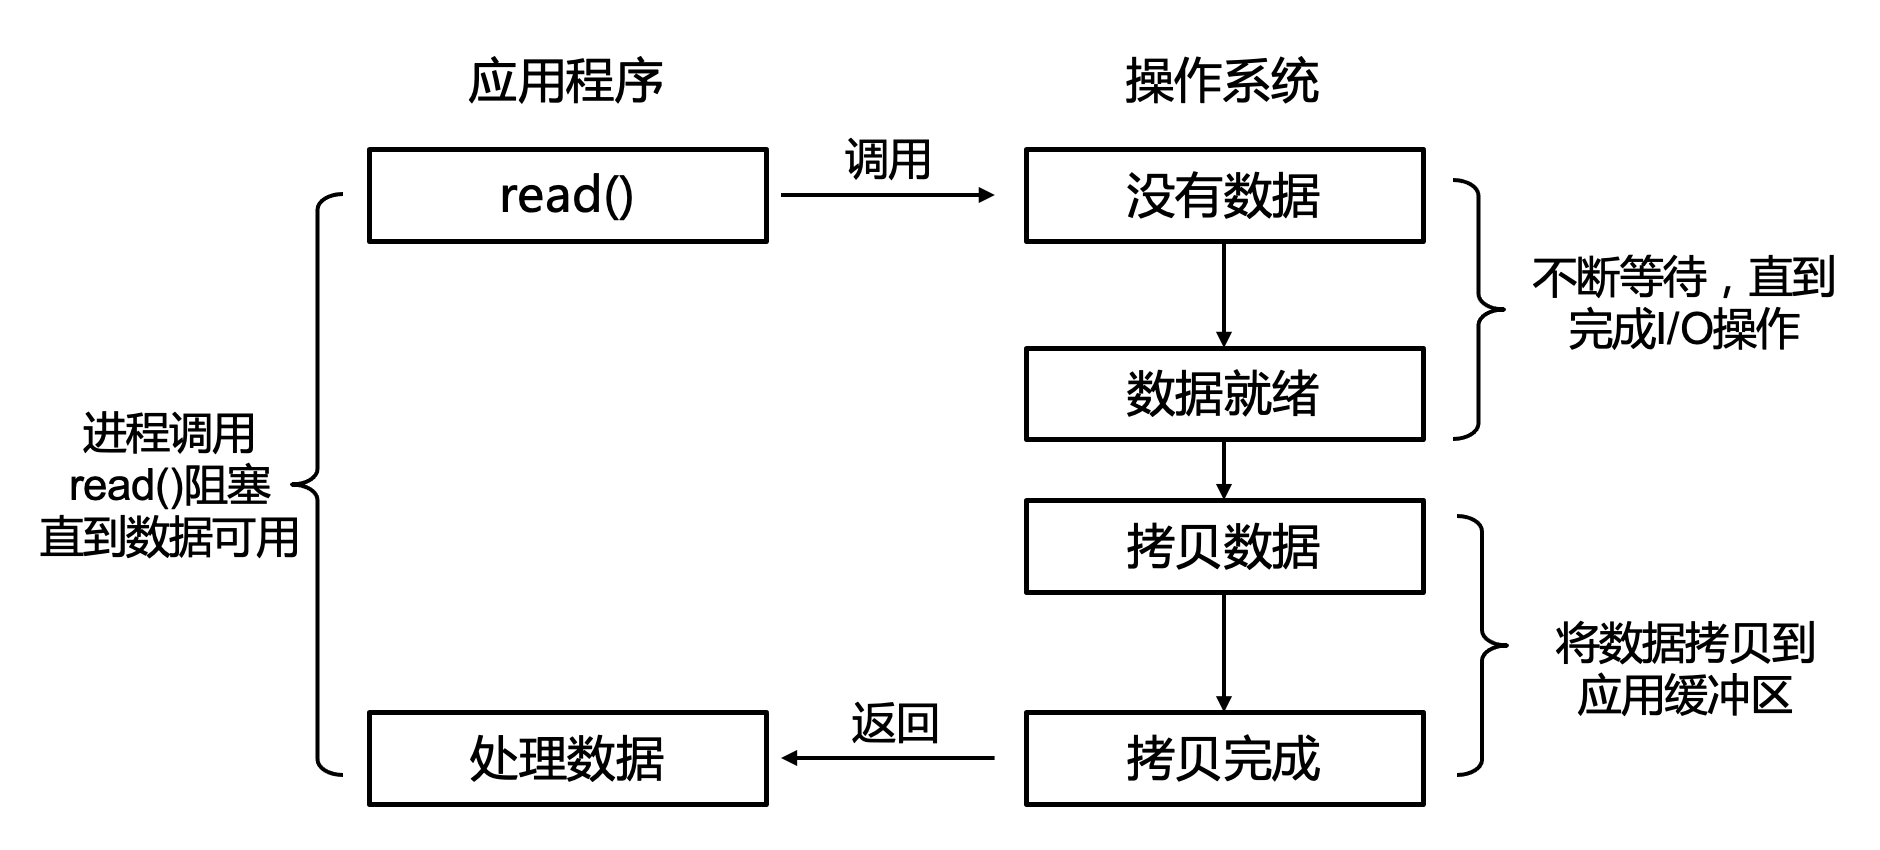 应用程序
操作系统
read()
调用
没有数据
不断等待，直到
完成I/O操作
数据就绪
进程调用
read()阻塞
直到数据可用
拷贝数据
将数据拷贝到
应用缓冲区
处理数据
返回
拷贝完成